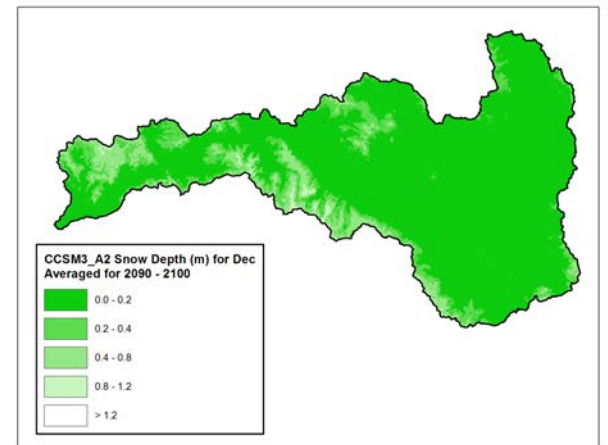 CCSM3_A2 Snow Depth (m) for Dec
Averaged for 2090 - 2100
0.0 - 0.2
0.2 - 0.4
0.4 - 0.8
0.8 - 1.2
> 1.2